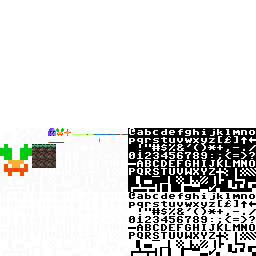 @abcdefghijklmno
pqrstuvwxyz[£]↑←
 !"#$%&'()*+,-./
0123456789:;<=>?
—ABCDEFGHIJKLMNO
PQRSTUVWXYZ
@abcdefghijklmno
pqrstuvwxyz[£]↑←
 !"#$%&'()*+,-./
0123456789:;<=>?
—ABCDEFGHIJKLMNO
PQRSTUVWXYZ